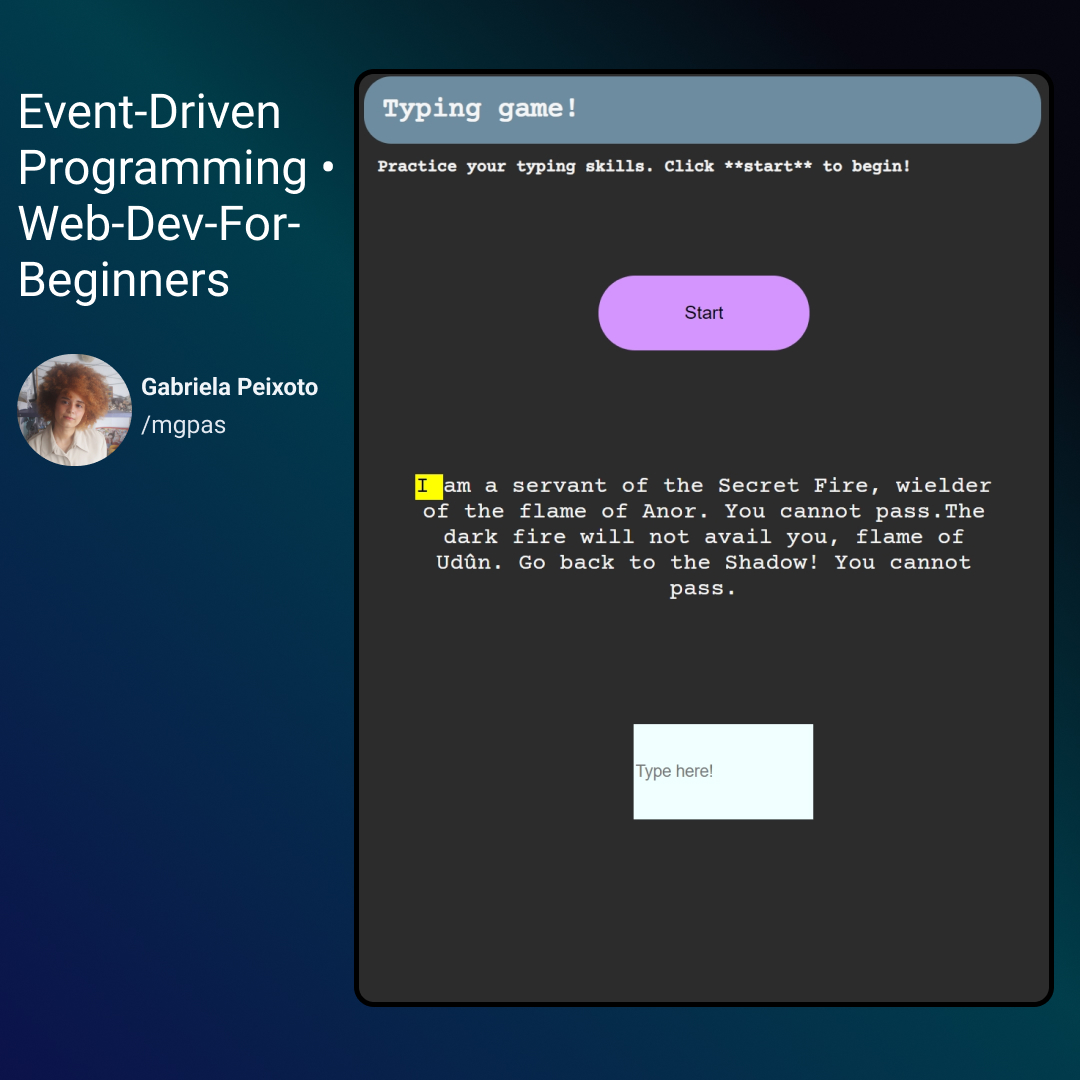 Event-Driven
Programming •
Web-Dev-For-
Beginners
Gabriela Peixoto
/mgpas
Typing game!
Practice your typing skills. Click **start** to begin!
Start
I am a servant of the Secret Fire, wielder
of the flame of Anor. You cannot pass.The
dark fire will not avail you, flame of
Udûn. Go back to the Shadow! You cannot
pass.
Type here!